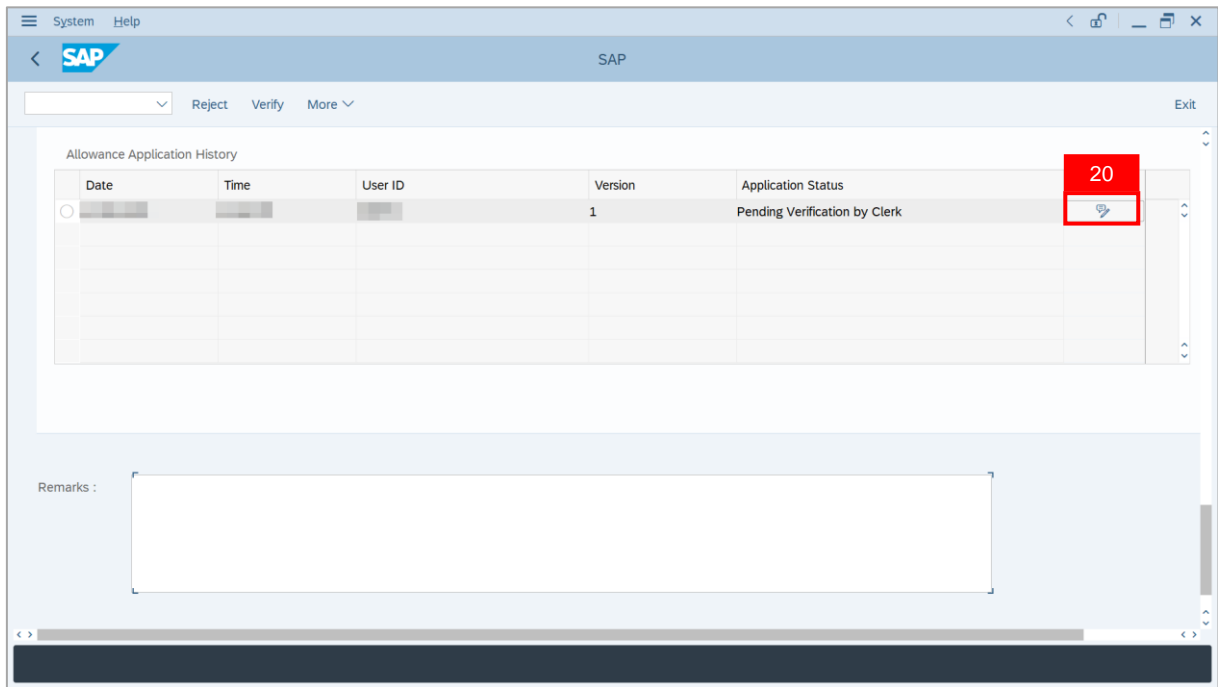 System Help
SAP SAP
Reject Verify More Exit
Allowance Application History
20
Date Time User ID Version Application Status
1 Pending Verification by Clerk
Remarks :